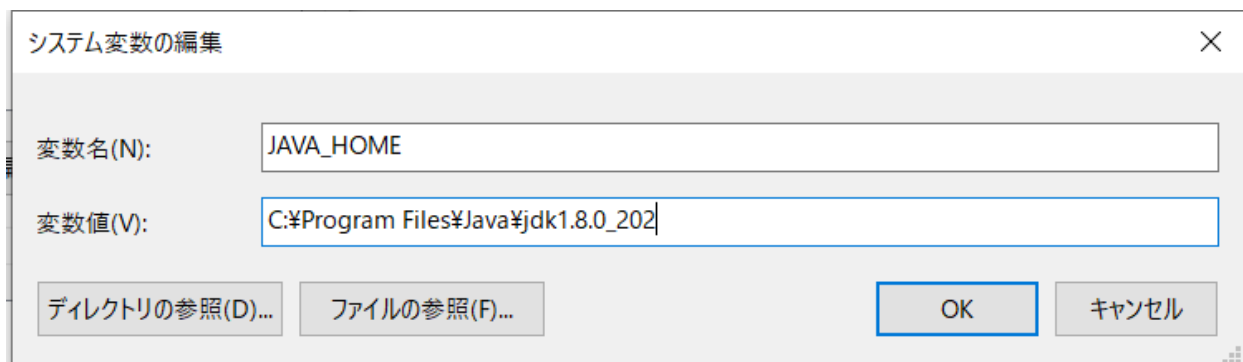 システム変数の編集
変数名(N):
JAVA_HOME
変数値(V):
C:¥Program Files¥Java¥jdk1.8.0_202
ディレクトリの参照(D)...
ファイルの参照(F)...
OK
キャンセル